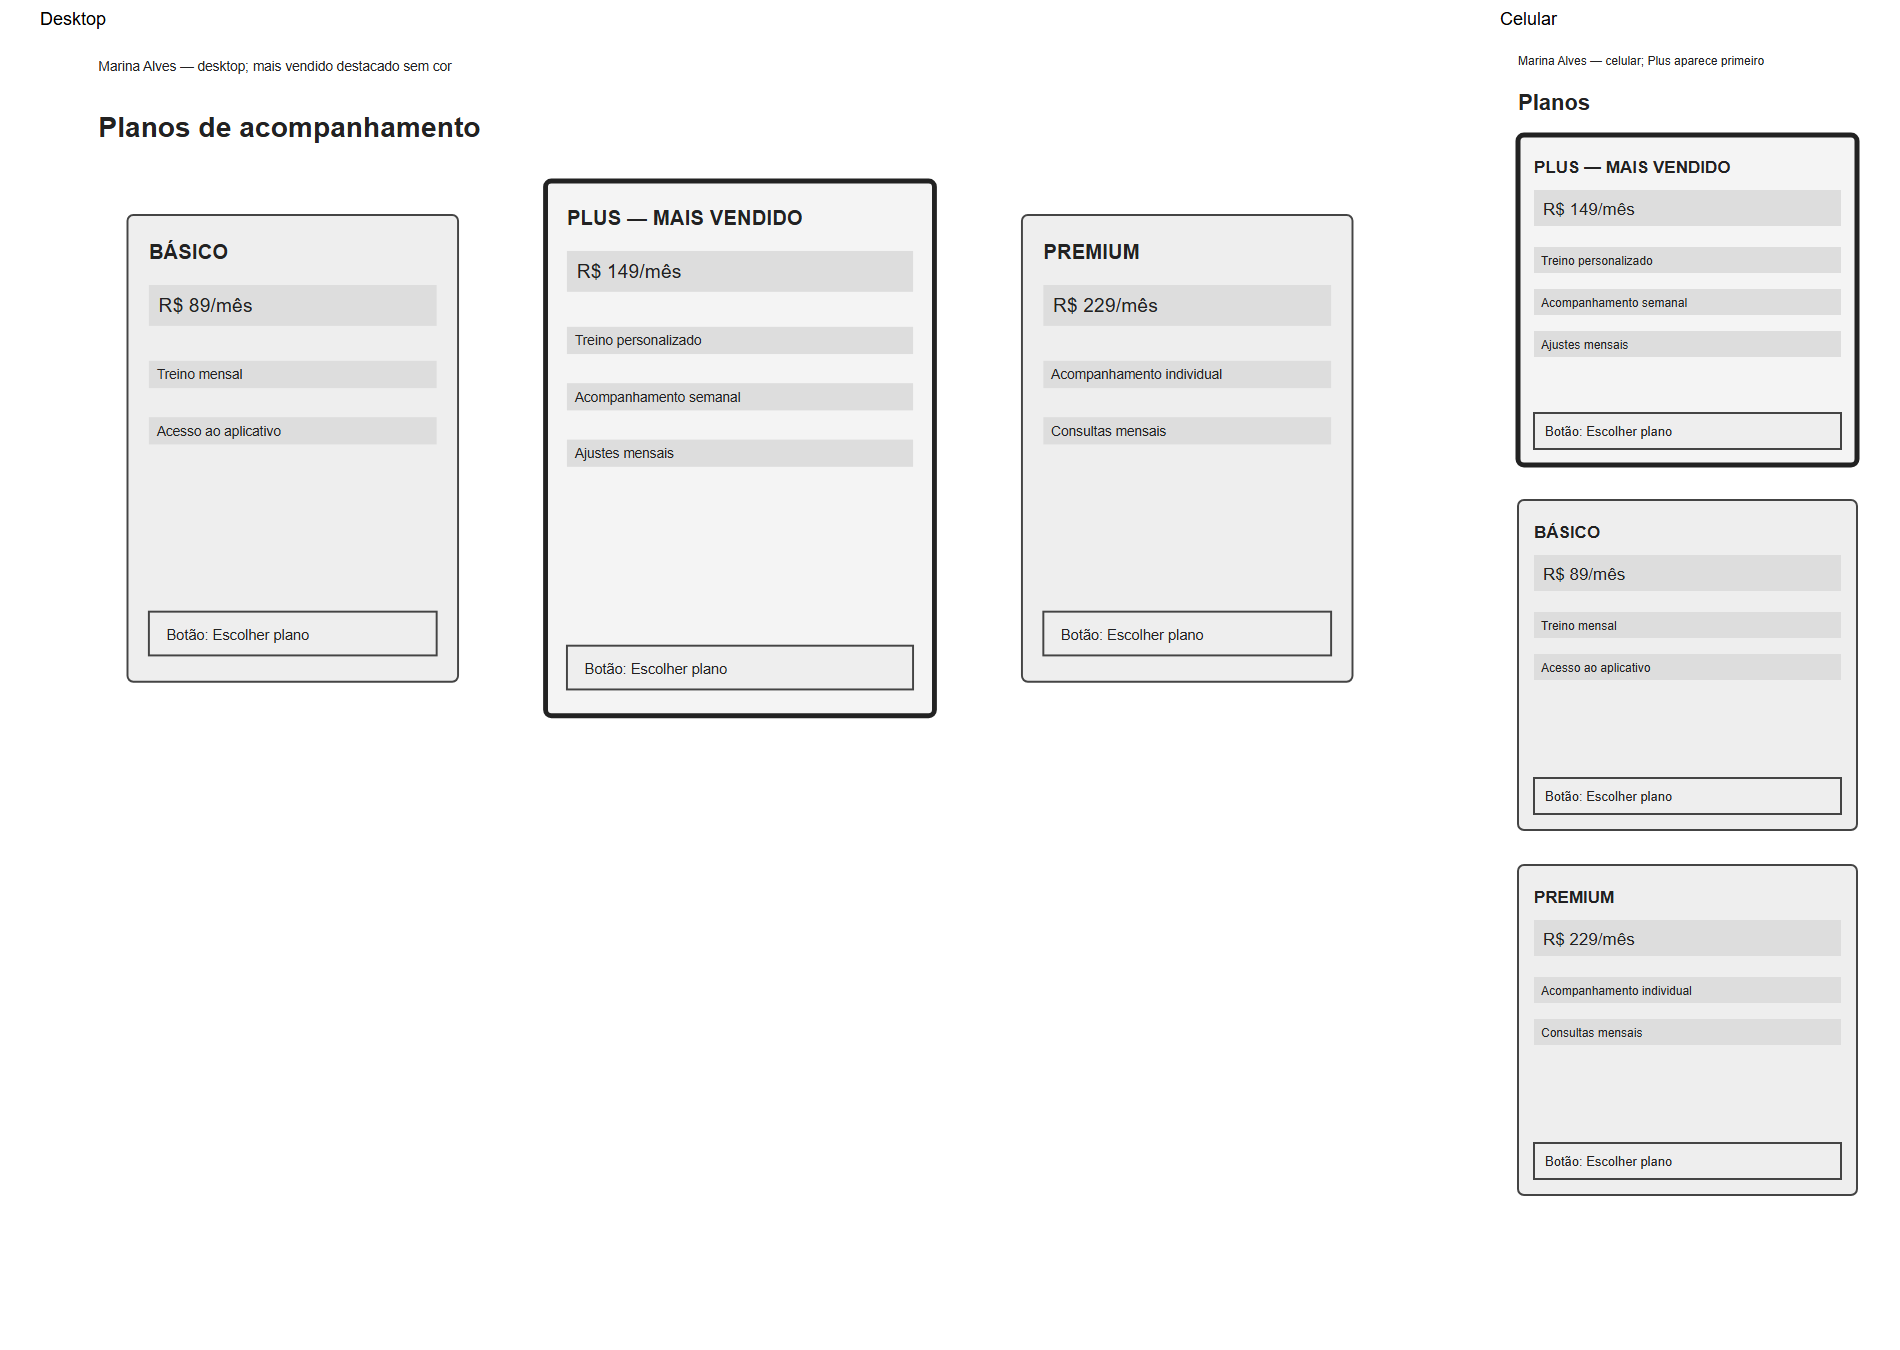 Desktop
Marina Alves — desktop; mais vendido destacado sem cor
Planos de acompanhamento
BÁSICO
R$ 89/mês
Treino mensal
Acesso ao aplicativo
Botão: Escolher plano
PLUS — MAIS VENDIDO
R$ 149/mês
Treino personalizado
Acompanhamento semanal
Ajustes mensais
Botão: Escolher plano
PREMIUM
R$ 229/mês
Acompanhamento individual
Consultas mensais
Botão: Escolher plano
Celular
Marina Alves — celular; Plus aparece primeiro
Planos
PLUS — MAIS VENDIDO
R$ 149/mês
Treino personalizado
Acompanhamento semanal
Ajustes mensais
Botão: Escolher plano
BÁSICO
R$ 89/mês
Treino mensal
Acesso ao aplicativo
Botão: Escolher plano
PREMIUM
R$ 229/mês
Acompanhamento individual
Consultas mensais
Botão: Escolher plano